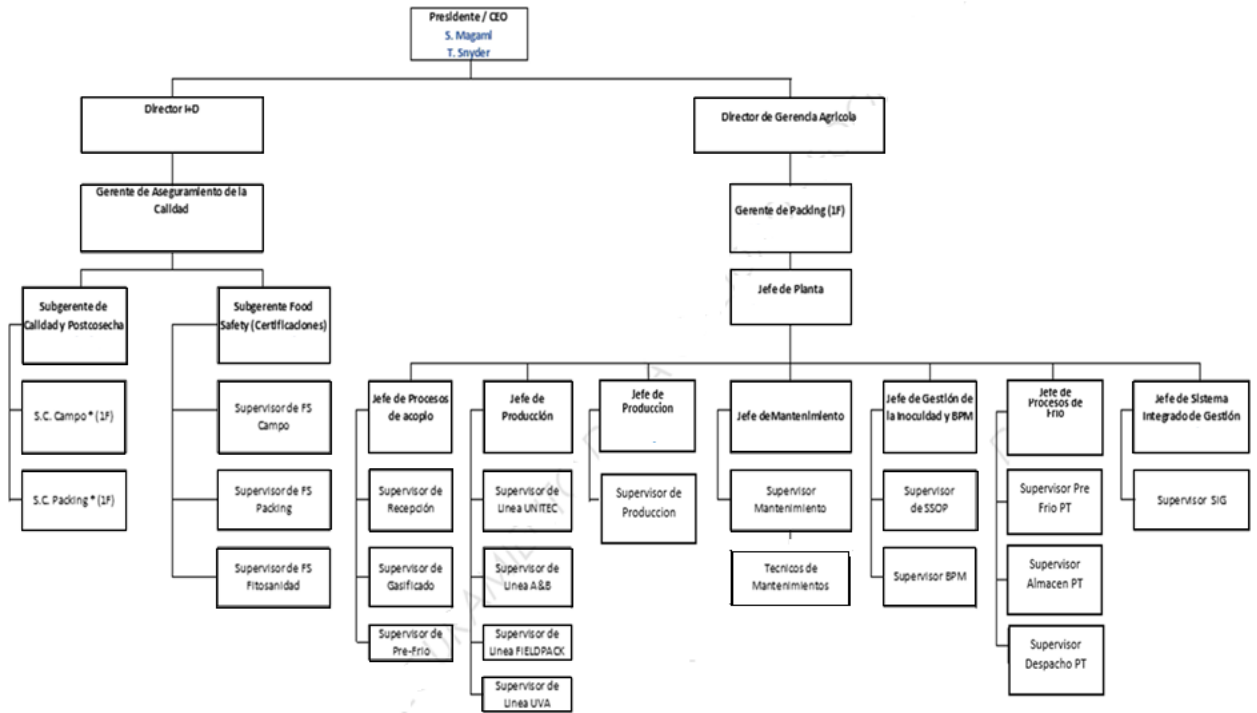 Presidente / CEO
S. Magami
T. Snyder
Director I+D
Director de Gerencia Agrícola
Gerente de Aseguramiento de la
Calidad
Gerente de Packing (1F)
Jefe de Planta
Subgerente de
Calidad y Postcosecha
Subgerente Food
Safety (Certificaciones)
S.C. Campo * (1F)
S.C. Packing * (1F)
Supervisor de FS
Campo
Supervisor de FS
Packing
Supervisor de FS
Fitosanidad
Jefe de Procesos
de acopio
Supervisor de
Recepción
Supervisor de
Gasificado
Supervisor de
Pre-Frio
Jefe de
Producción
Supervisor de
Linea UNITEC
Supervisor de
Linea A&B
Supervisor de
Linea FIELDPACK
Supervisor de
Linea UVA
Jefe de
Produccion
Supervisor de
Produccion
Jefe de Mantenimiento
Supervisor
Mantenimiento
Tecnicos de
Mantenimientos
Jefe de Gestión de
la Inocuidad y BPM
Supervisor
de SSOP
Supervisor BPM
Jefe de
Procesos de
Frio
Supervisor Pre
Frio PT
Supervisor
Almacen PT
Supervisor
Despacho PT
Jefe de Sistema
Integrado de Gestión
Supervisor SIG